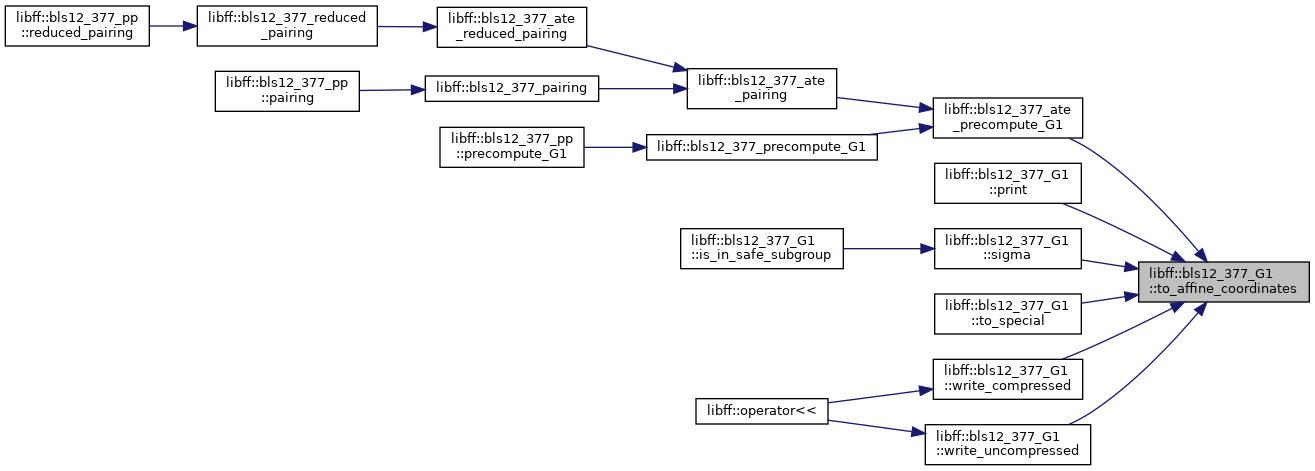 libff::bls12_377_pp
::reduced_pairing
libff::bls12_377_reduced
_pairing
libff::bls12_377_ate
_reduced_pairing
libff::bls12_377_pp
::pairing
libff::bls12_377_pairing
libff::bls12_377_ate
_pairing
libff::bls12_377_ate
_precompute_G1
libff::bls12_377_pp
::precompute_G1
libff::bls12_377_precompute_G1
libff::bls12_377_G1
::print
libff::bls12_377_G1
::is_in_safe_subgroup
libff::bls12_377_G1
::sigma
libff::bls12_377_G1
::to_affine_coordinates
libff::bls12_377_G1
::to_special
libff::bls12_377_G1
::write_compressed
libff::operator<<
libff::bls12_377_G1
::write_uncompressed